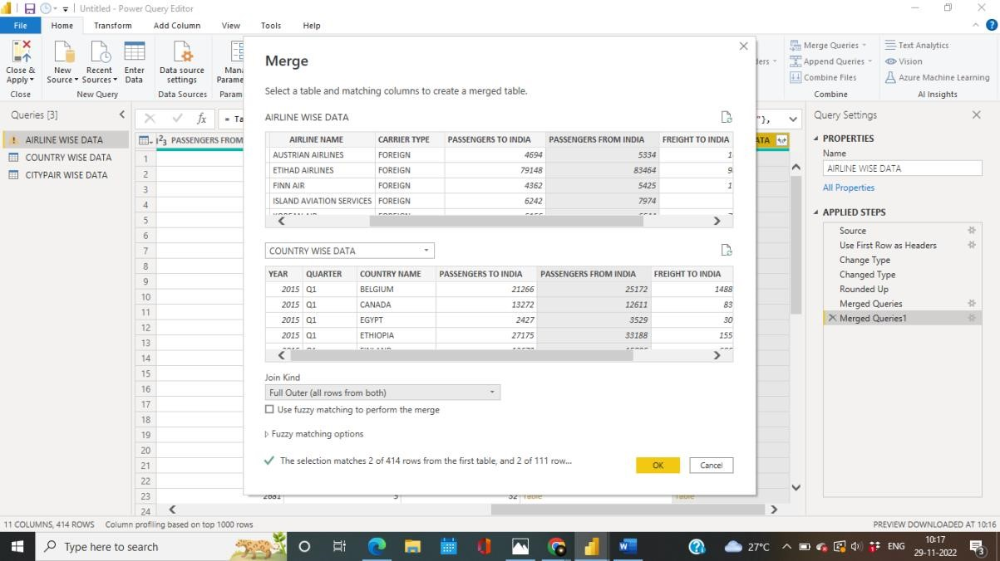 Untitled - Power Query Editor
File Home Transform Add Column View Tools Help
Close & Apply
New Source
Recent Sources
Enter Data
Data source settings
Close
New Query
Data Sources
Param
Merge Queries
Append Queries
Combine Files
Combine
Text Analytics
Vision
Azure Machine Learning
AI Insights
Queries [3]
AIRLINE WISE DATA
COUNTRY WISE DATA
CITYPAIR WISE DATA
fx
PASSENGERS FROM
1
2
3
4
5
6
7
8
9
10
11
12
13
14
15
16
17
18
19
20
21
22
23
24
Merge
Select a table and matching columns to create a merged table.
AIRLINE WISE DATA
AIRLINE NAME CARRIER TYPE PASSENGERS TO INDIA PASSENGERS FROM INDIA FREIGHT TO INDIA
AUSTRIAN AIRLINES FOREIGN 4694 5334
ETIHAD AIRLINES FOREIGN 79148 83464
FINN AIR FOREIGN 4362 5425
ISLAND AVIATION SERVICES FOREIGN 6242 7974
COUNTRY WISE DATA
YEAR QUARTER COUNTRY NAME PASSENGERS TO INDIA PASSENGERS FROM INDIA FREIGHT TO INDIA
2015 Q1 BELGIUM 21266 25172 1488
2015 Q1 CANADA 13272 12611 83
2015 Q1 EGYPT 2427 3529 30
2015 Q1 ETHIOPIA 27175 33188 155
Join Kind
Full Outer (all rows from both)
Use fuzzy matching to perform the merge
Fuzzy matching options
The selection matches 2 of 414 rows from the first table, and 2 of 111 row...
OK Cancel
Query Settings
PROPERTIES
Name
AIRLINE WISE DATA
All Properties
APPLIED STEPS
Source
Use First Row as Headers
Change Type
Changed Type
Rounded Up
Merged Queries
Merged Queries1
11 COLUMNS, 414 ROWS Column profiling based on top 1000 rows
PREVIEW DOWNLOADED AT 10:16
Type here to search
27°C
ENG
10:17
29-11-2022
3